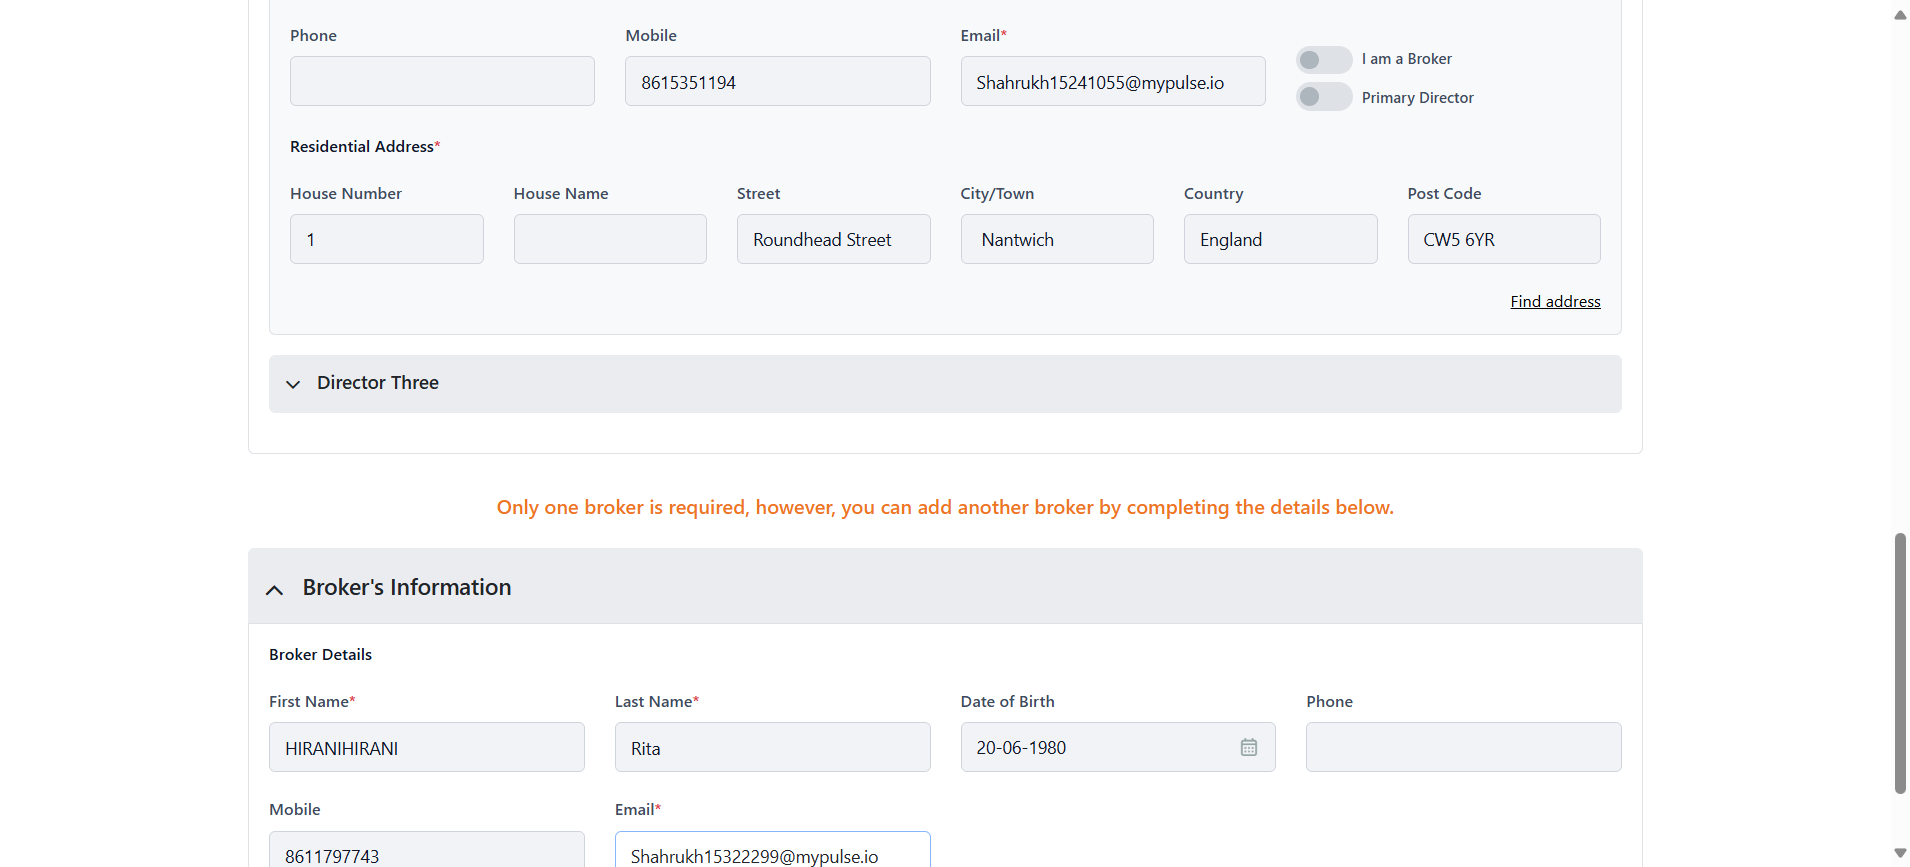 Phone Mobile Email*
I am a Broker
8615351194 Shahrukh15241055@mypulse.io
Primary Director
Residential Address*
House Number House Name Street City/Town Country Post Code
1 Roundhead Street Nantwich England CW5 6YR
Find address
Director Three
Only one broker is required, however, you can add another broker by completing the details below.
Broker's Information
Broker Details
First Name* Last Name* Date of Birth Phone
HIRANIHIRANI Rita 20-06-1980
Mobile Email*
8611797743 Shahrukh15322299@mypulse.io